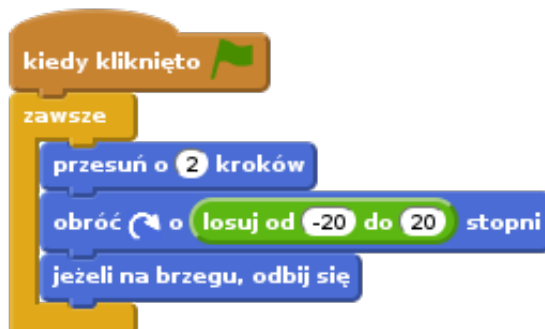 kiedy kliknięto
zawsze
przesuń o 2 kroków
obróć o losuj od -20 do 20 stopni
jeżeli na brzegu, odbij się